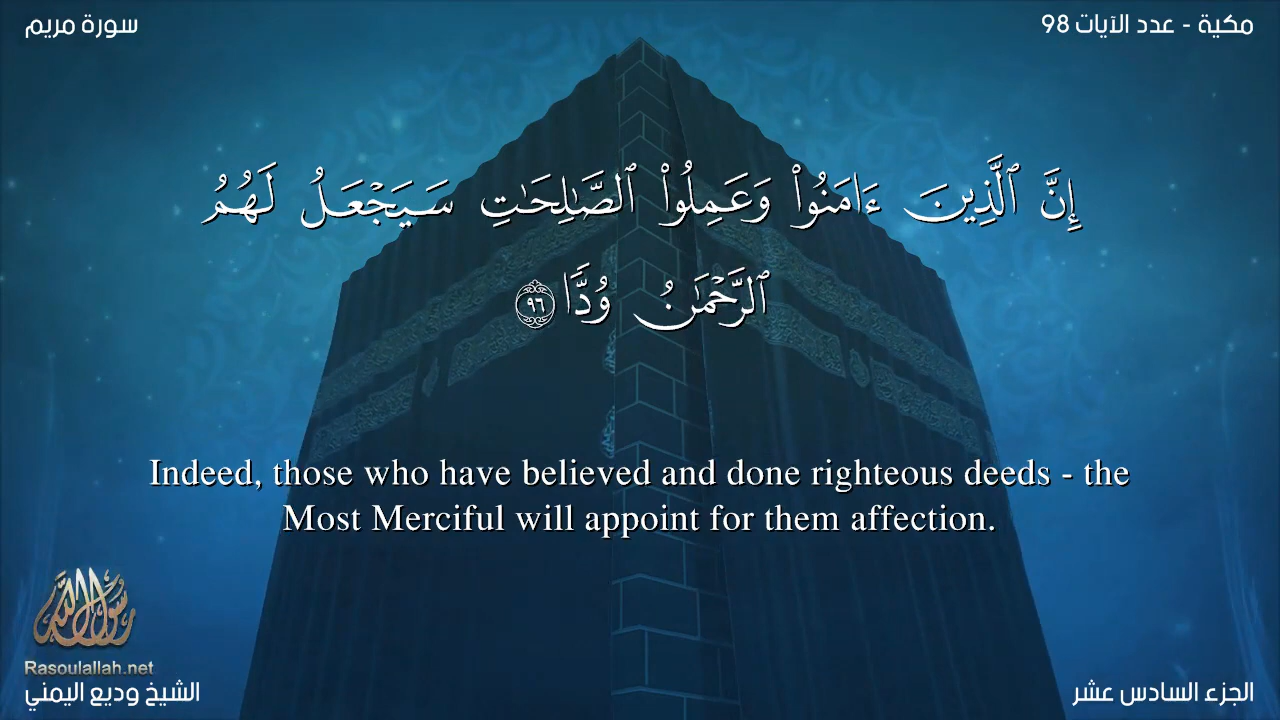 سورة مريم
مكية - عدد الآيات 98
إِنَّ ٱلَّذِينَ ءَامَنُوا۟ وَعَمِلُوا۟ ٱلصَّـٰلِحَـٰتِ سَيَجْعَلُ لَهُمُ
ٱلرَّحْمَـٰنُ وُدًّا ٩٦
Indeed, those who have believed and done righteous deeds - the
Most Merciful will appoint for them affection.
رسول الله
Rasoulallah.net
الشيخ وديع اليمني
الجزء السادس عشر